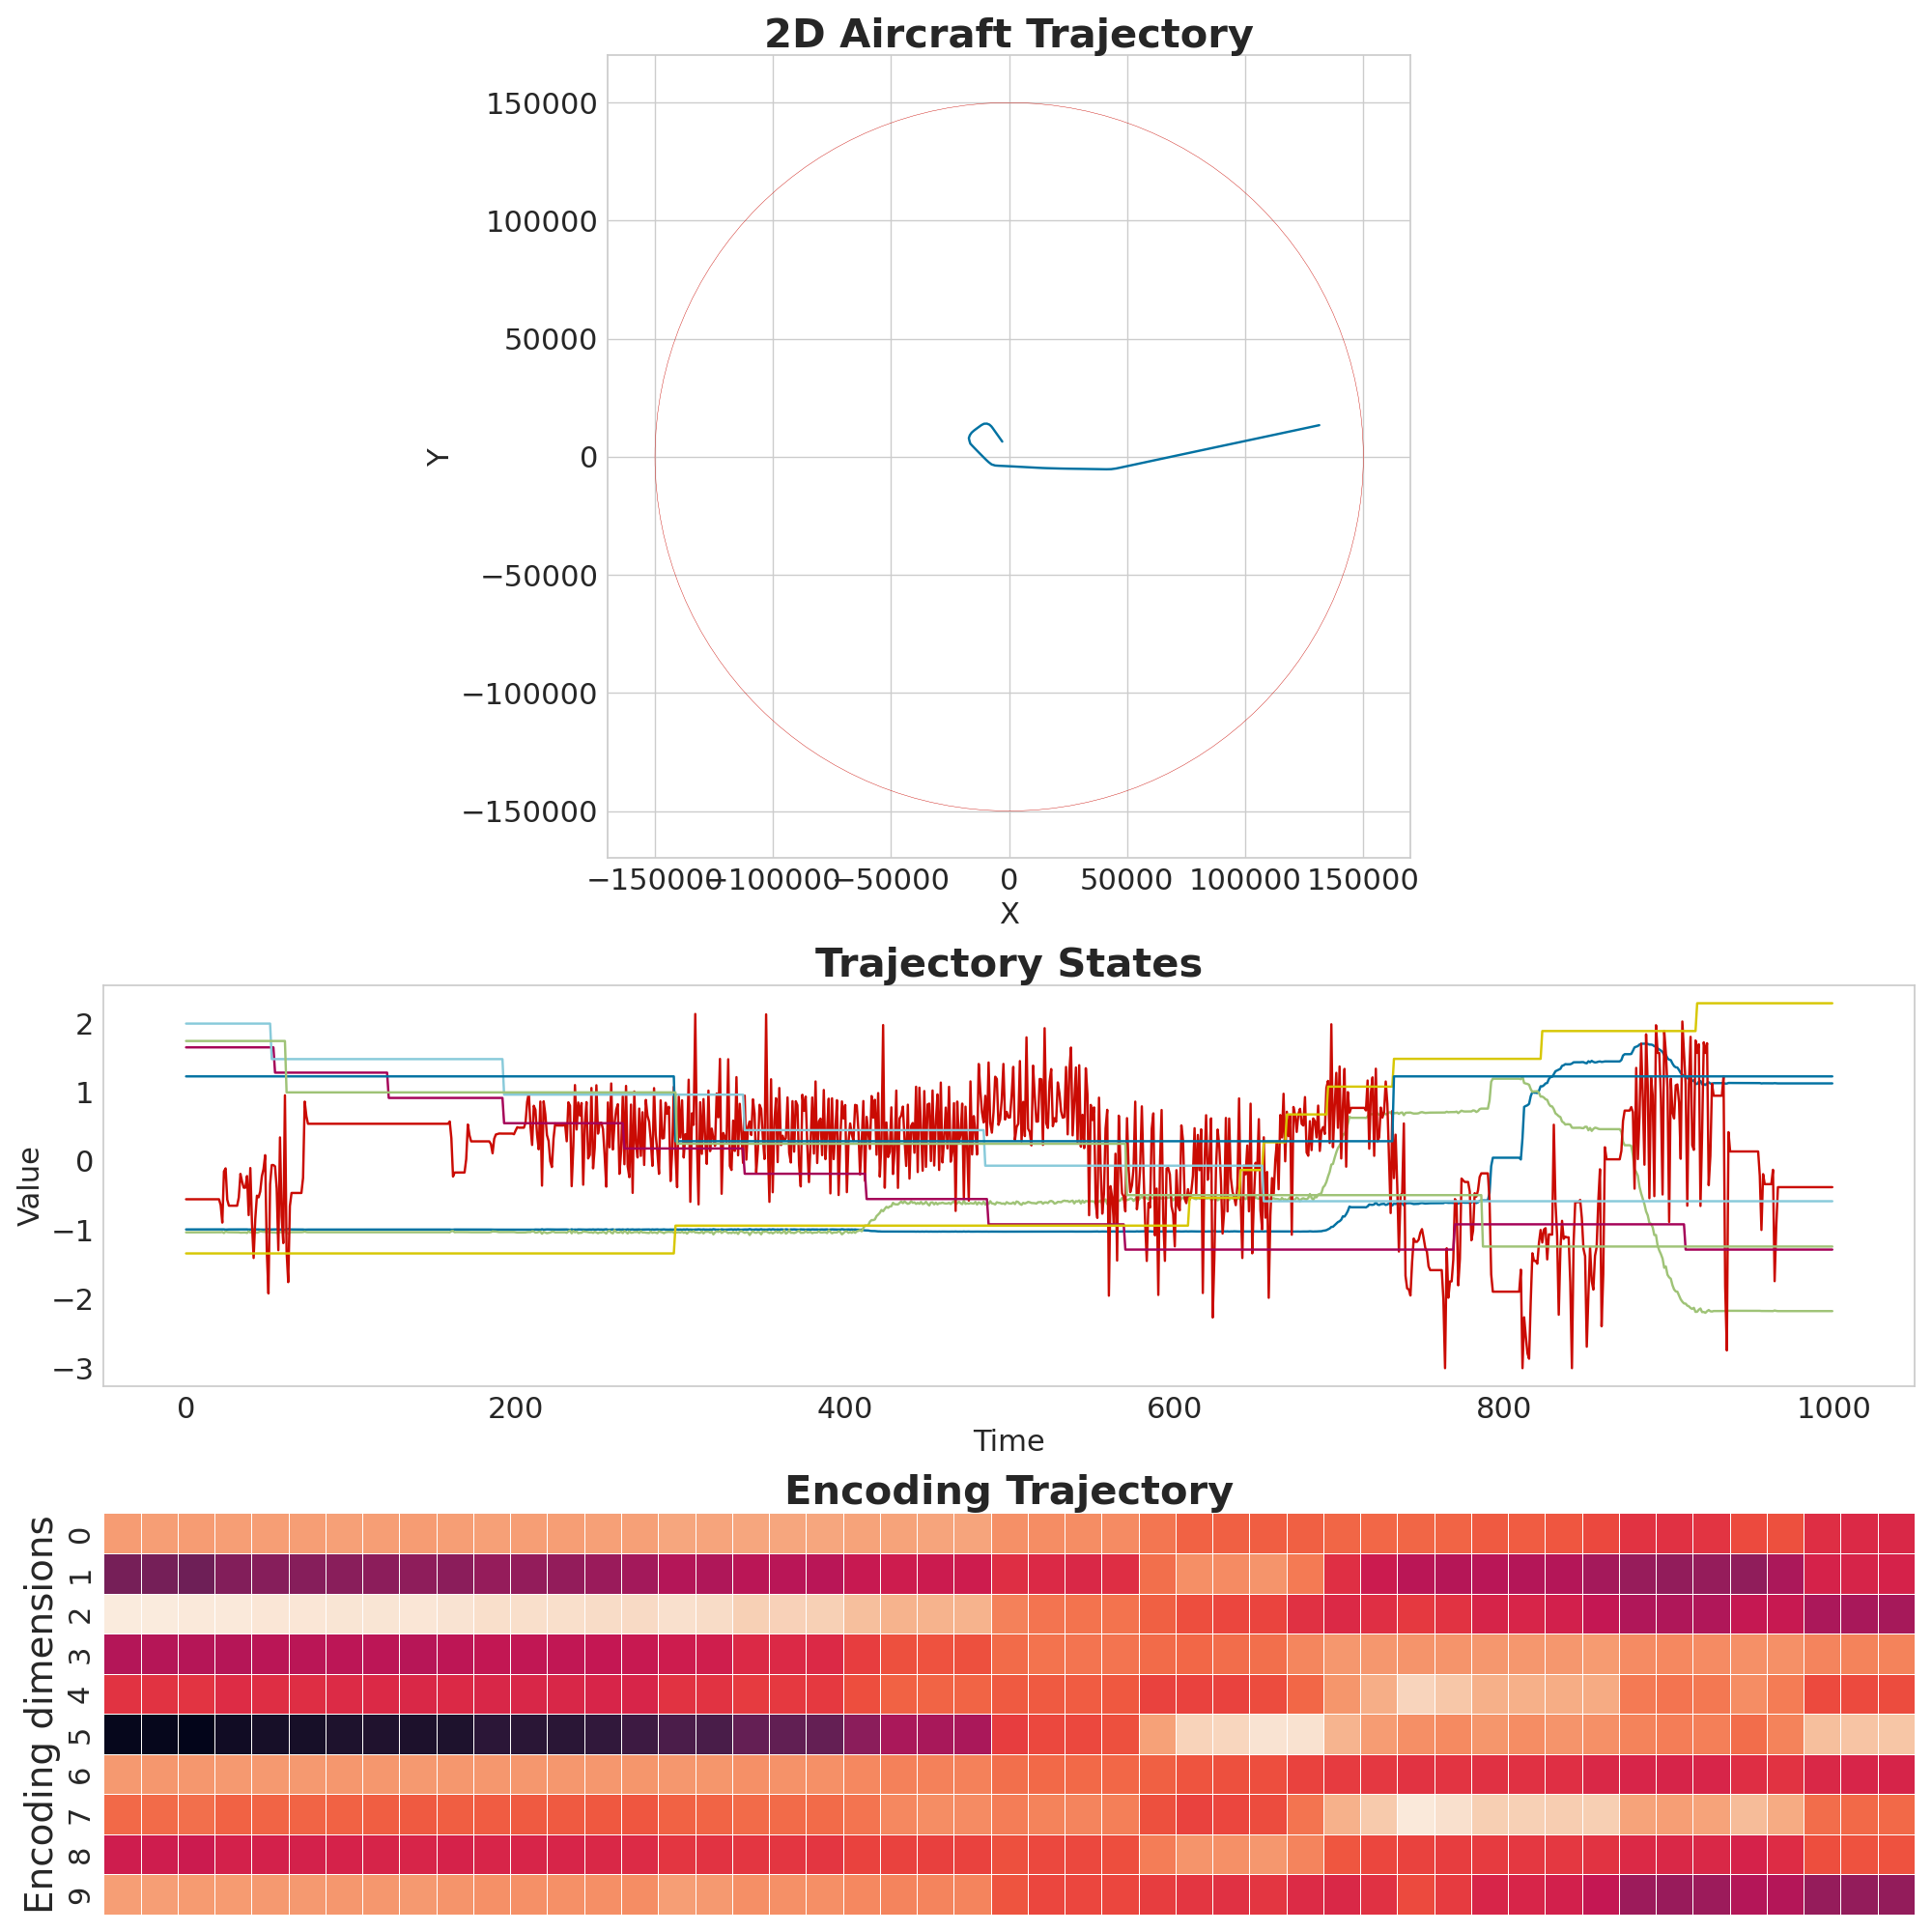 2D Aircraft Trajectory
150000
100000
50000
0
−50000
−100000
−150000
Y
−150000 −100000 −50000 0 50000 100000 150000
X
Trajectory States
2
1
0
−1
−2
−3
Value
0 200 400 600 800 1000
Time
Encoding Trajectory
0
1
2
3
4
5
6
7
8
9
Encoding dimensions